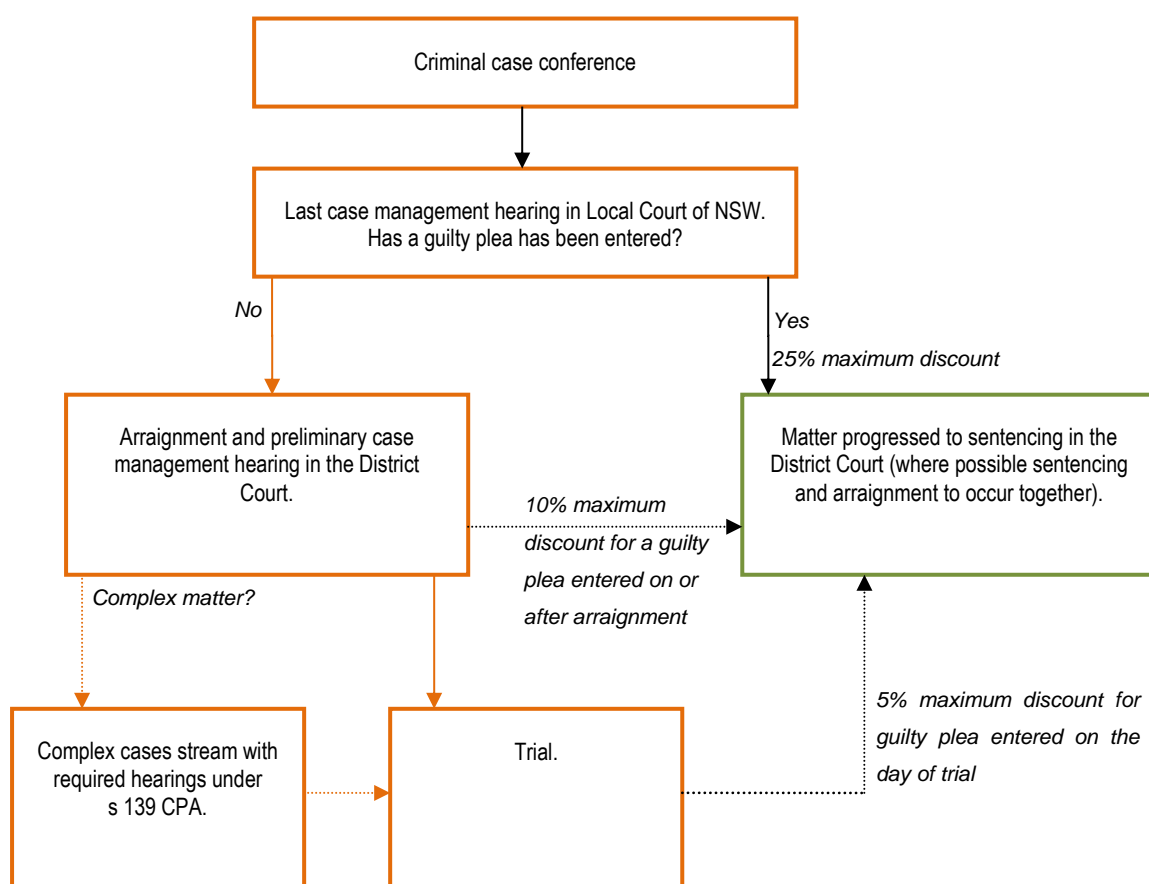 Criminal case conference
Last case management hearing in Local Court of NSW.
Has a guilty plea has been entered?
No
Yes
25% maximum discount
Arraignment and preliminary case
management hearing in the District
Court.
Matter progressed to sentencing in the
District Court (where possible sentencing
and arraignment to occur together).
10% maximum
discount for a guilty
plea entered on or
after arraignment
Complex matter?
Complex cases stream with
required hearings under
s 139 CPA.
Trial.
5% maximum discount for
guilty plea entered on the
day of trial